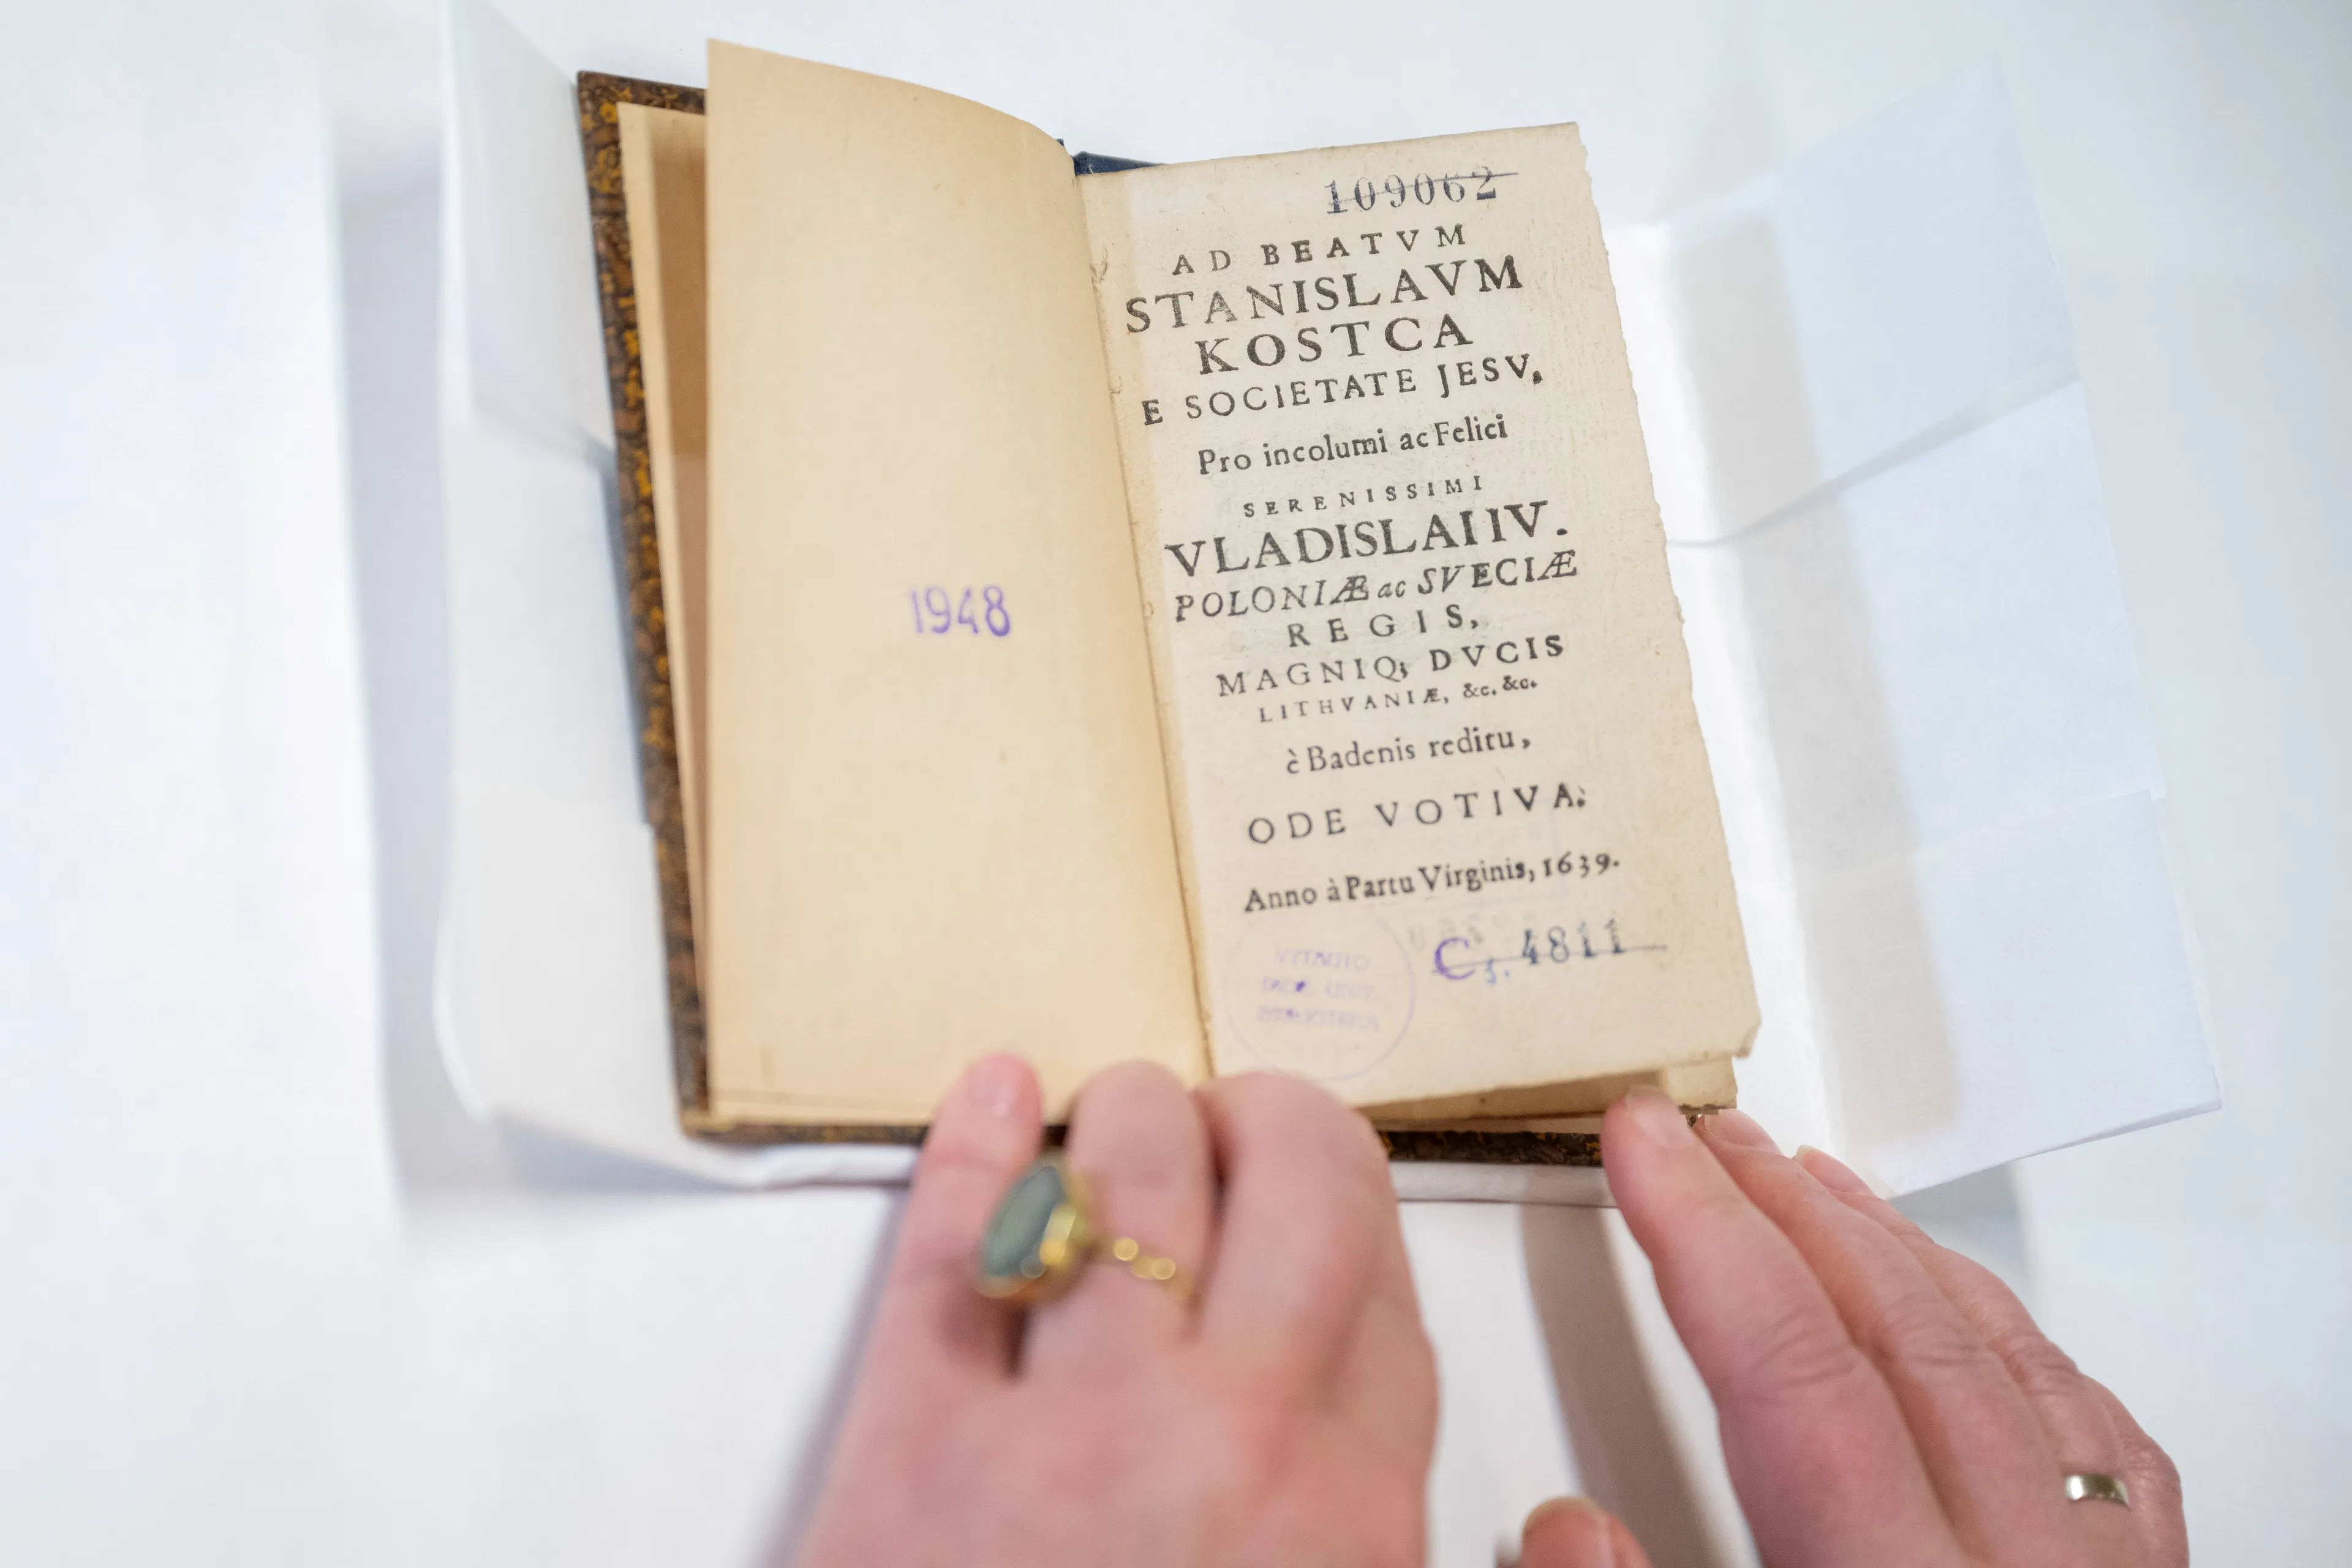 1948
109062
AD BEATVM
STANISLAVM
KOSTCA
E SOCIETATE JESV,
Pro incolumi ac Felici
SERENISSIMI
VLADISLAI IV.
POLONIÆ ac SVECIÆ
REGIS,
MAGNIQ; DVCIS
LITHVANIÆ, &c. &c.
è Badenis reditu,
ODE VOTIVA.
Anno à Partu Virginis, 1639.
C, 4811
VYTAUTO